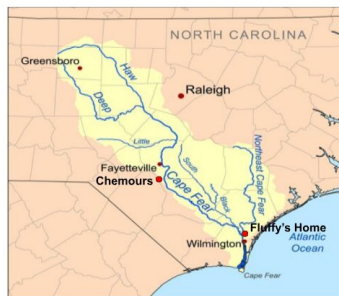 NORTH CAROLINA
Greensboro
Haw
Deep
Raleigh
Little
Fayetteville
Chemours
Cape Fear
South
Black
Northeast Cape Fear
Fluffy's Home
Wilmington
Atlantic
Ocean
Cape Fear